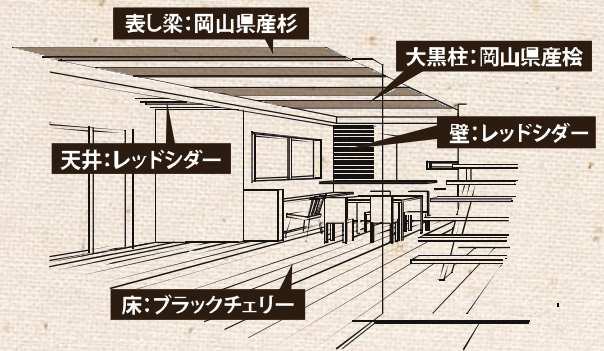 表し梁：岡山県産杉
大黒柱：岡山県産桧
壁：レッドシダー
天井：レッドシダー
床：ブラックチェリー